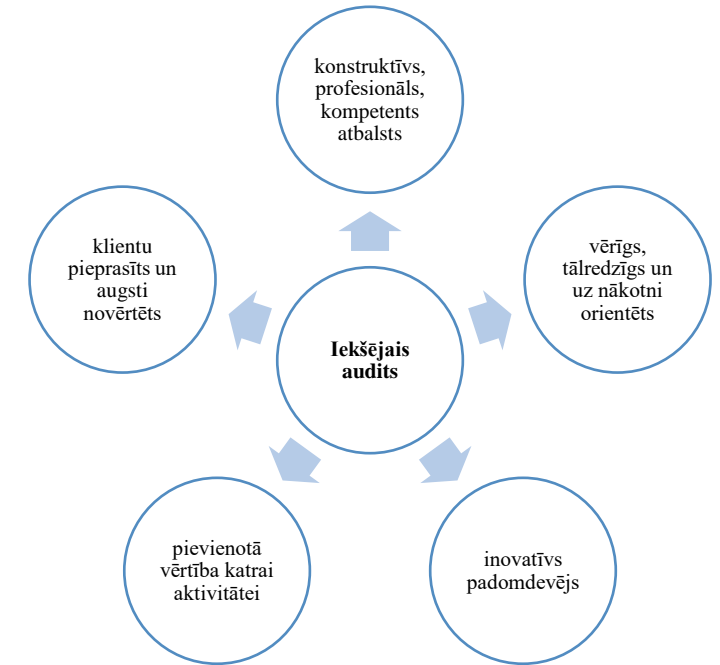 konstruktīvs,
profesionāls,
kompetents
atbalsts
vērīgs,
tālredzīgs un
uz nākotni
orientēts
klientu
pieprasīts un
augsti
novērtēts
Iekšējais
audits
pievienotā
vērtība katrai
aktivitātei
inovatīvs
padomdevējs